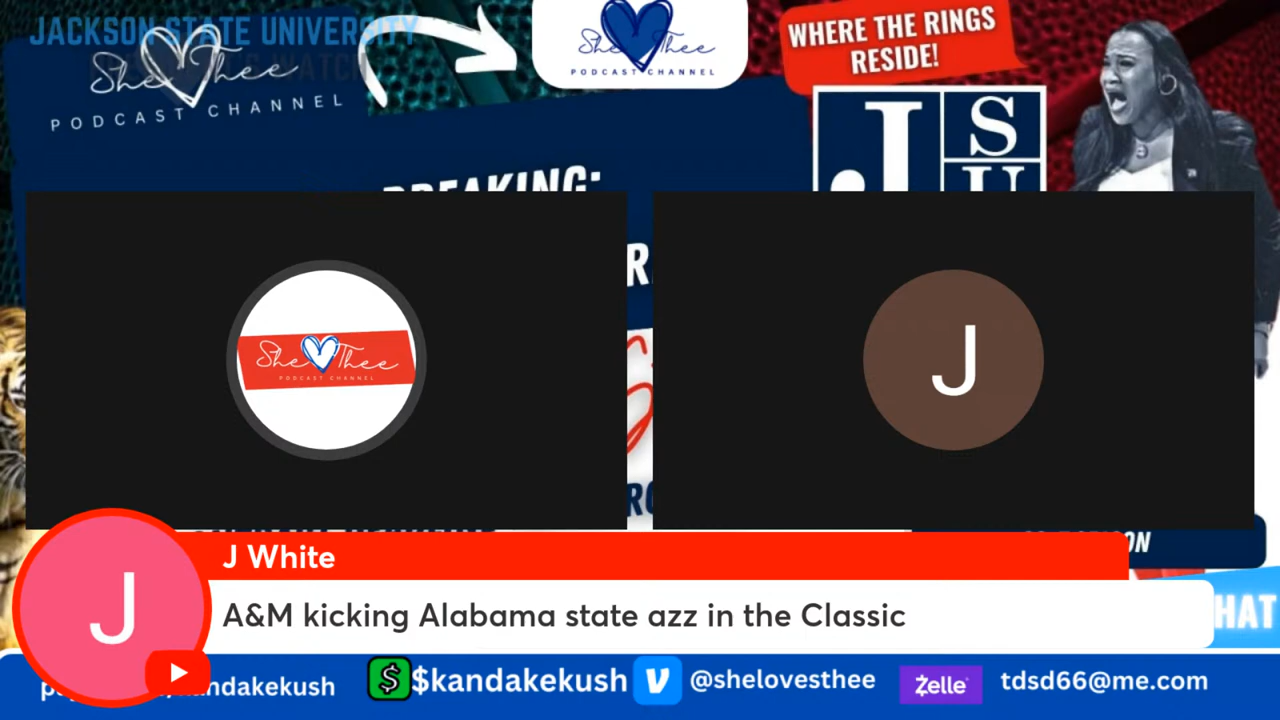 JACKSON STATE UNIVERSITY
She Thee
PODCAST CHANNEL
She Thee
PODCAST CHANNEL
WHERE THE RINGS
RESIDE!
J S
U
BREAKING:
She Thee
PODCAST CHANNEL
J
J White
J
A&M kicking Alabama state azz in the Classic
HAT
$kandakekush
@shelovesthee
Zelle
tdsd66@me.com